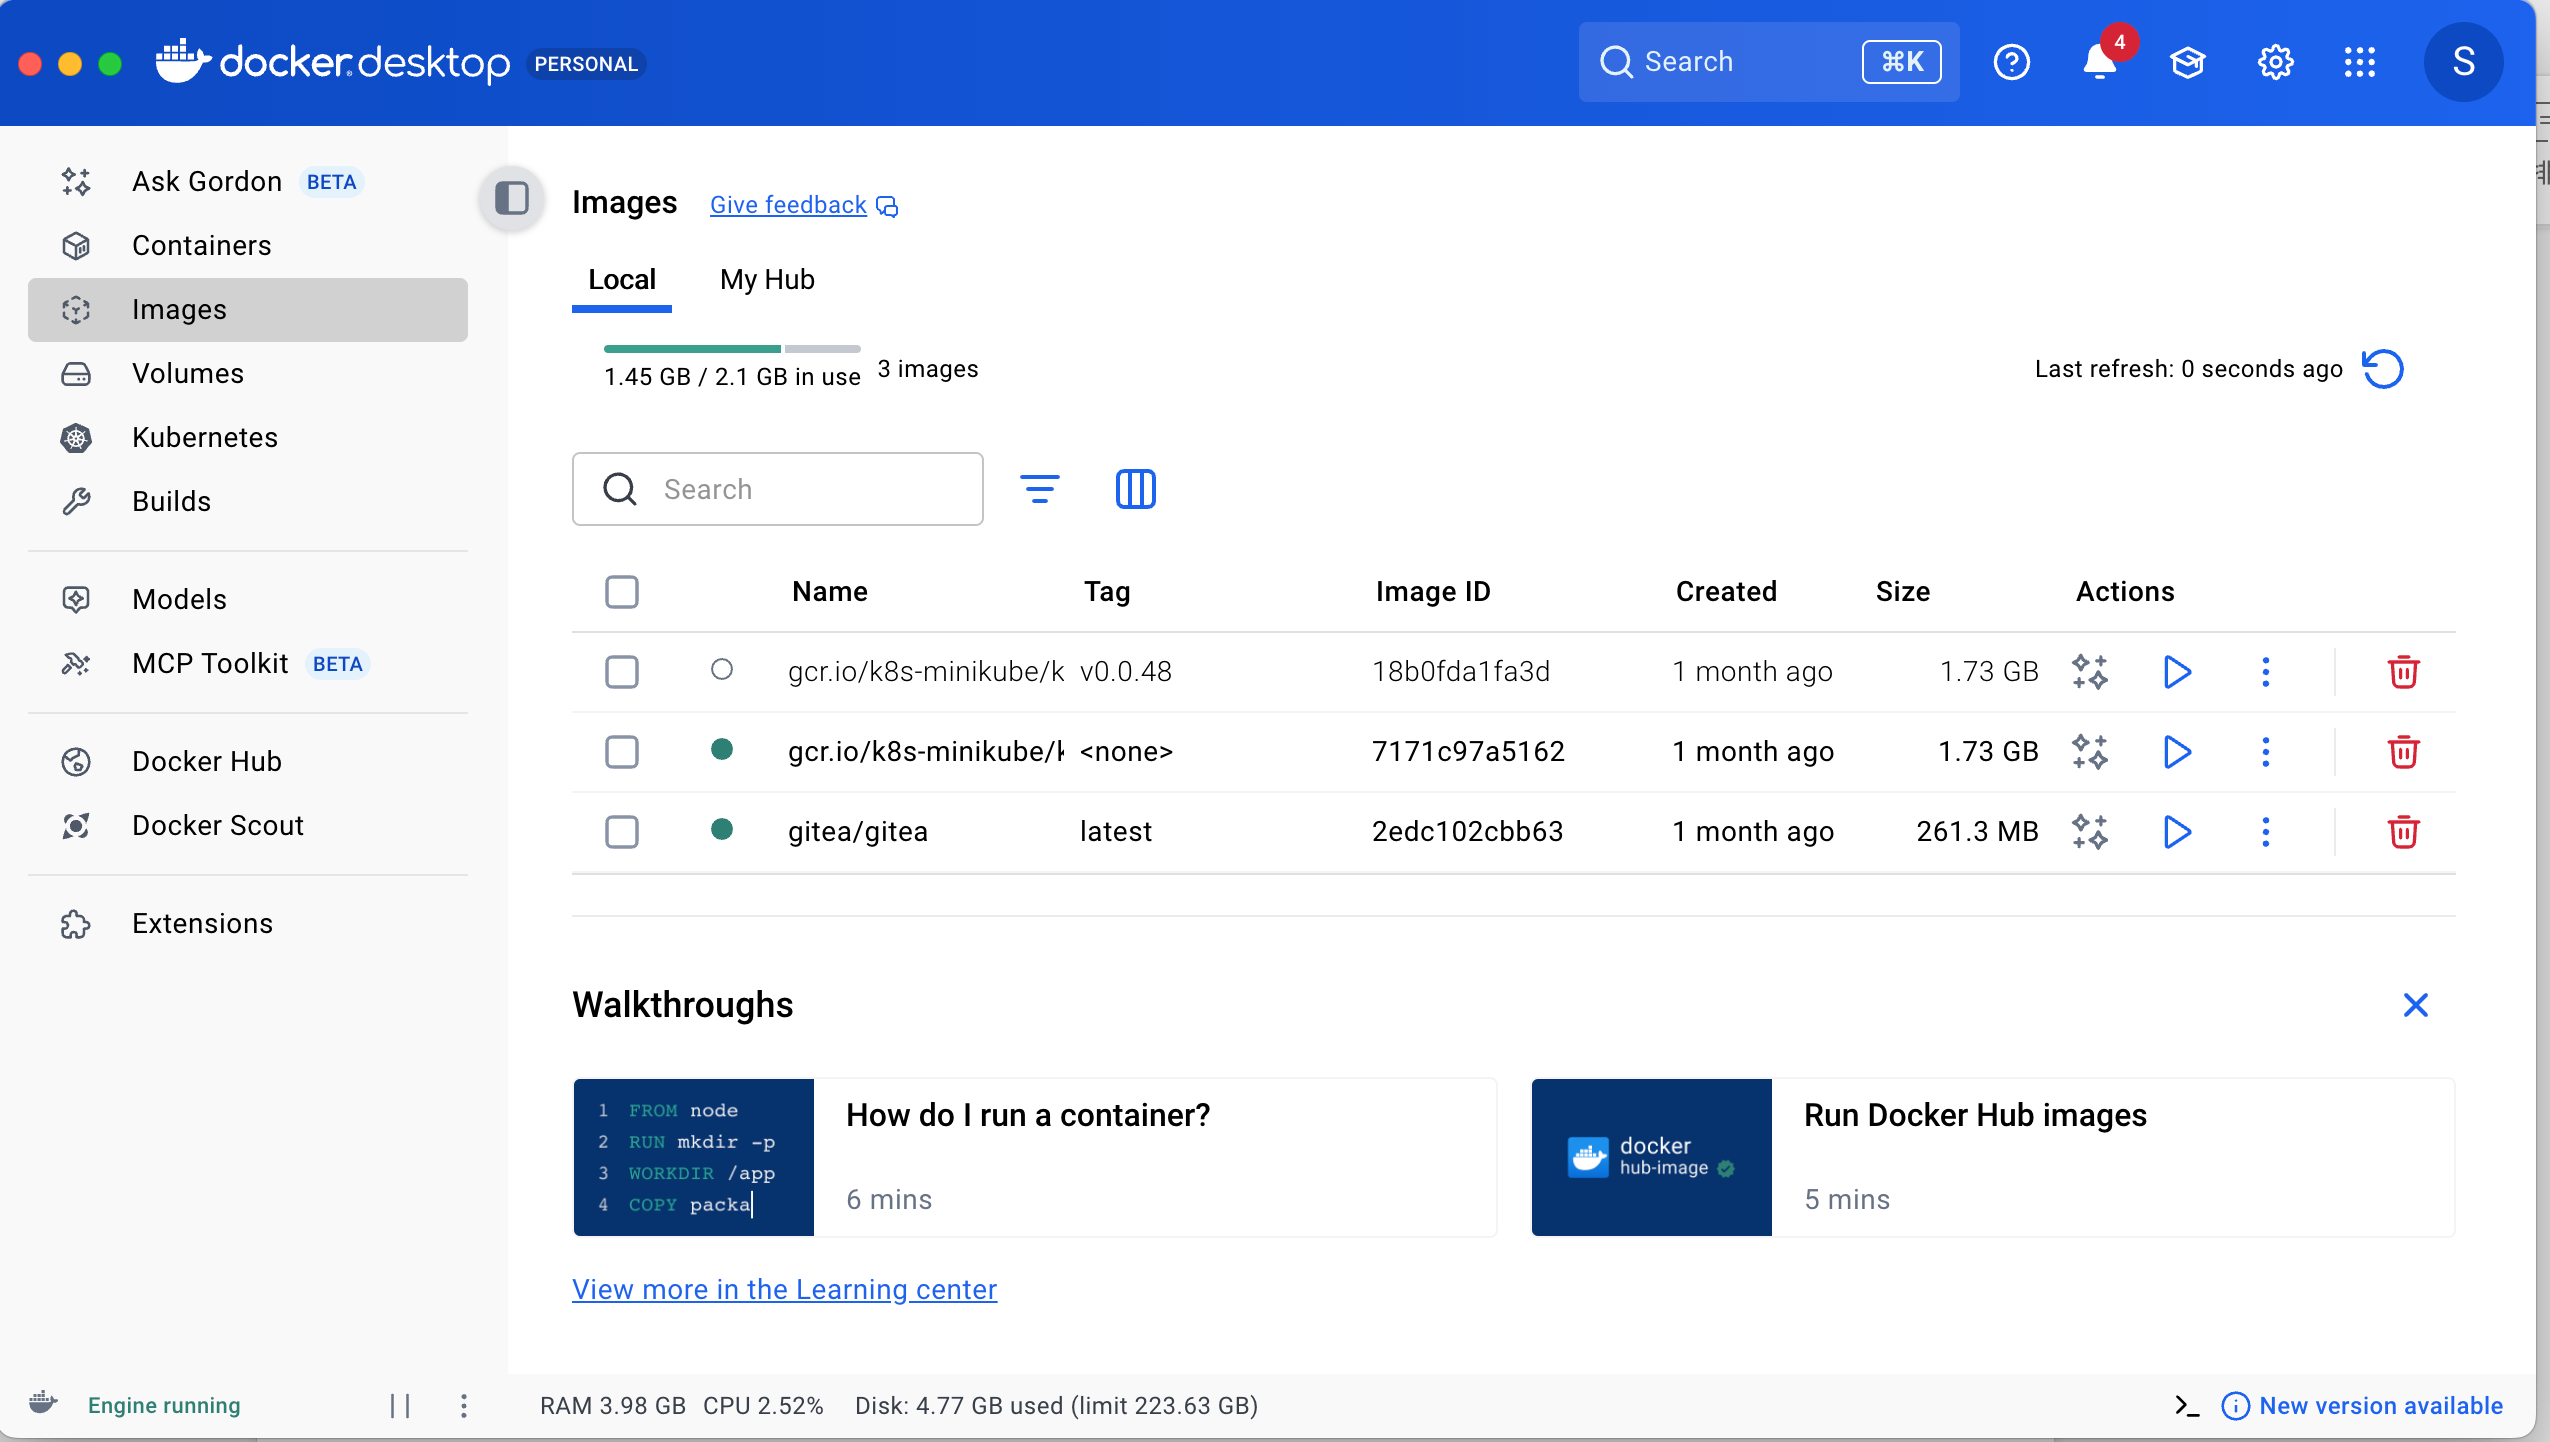 docker desktop PERSONAL
Search ⌘K
4
S
Ask Gordon BETA
Containers
Images
Volumes
Kubernetes
Builds
Models
MCP Toolkit BETA
Docker Hub
Docker Scout
Extensions
Images Give feedback
Local My Hub
1.45 GB / 2.1 GB in use 3 images
Last refresh: 0 seconds ago
Search
Name Tag Image ID Created Size Actions
gcr.io/k8s-minikube/k v0.0.48 18b0fda1fa3d 1 month ago 1.73 GB
gcr.io/k8s-minikube/k <none> 7171c97a5162 1 month ago 1.73 GB
gitea/gitea latest 2edc102cbb63 1 month ago 261.3 MB
Walkthroughs
1 FROM node
2 RUN mkdir -p
3 WORKDIR /app
4 COPY packa
How do I run a container?
6 mins
docker
hub-image
Run Docker Hub images
5 mins
View more in the Learning center
Engine running
RAM 3.98 GB CPU 2.52% Disk: 4.77 GB used (limit 223.63 GB)
New version available